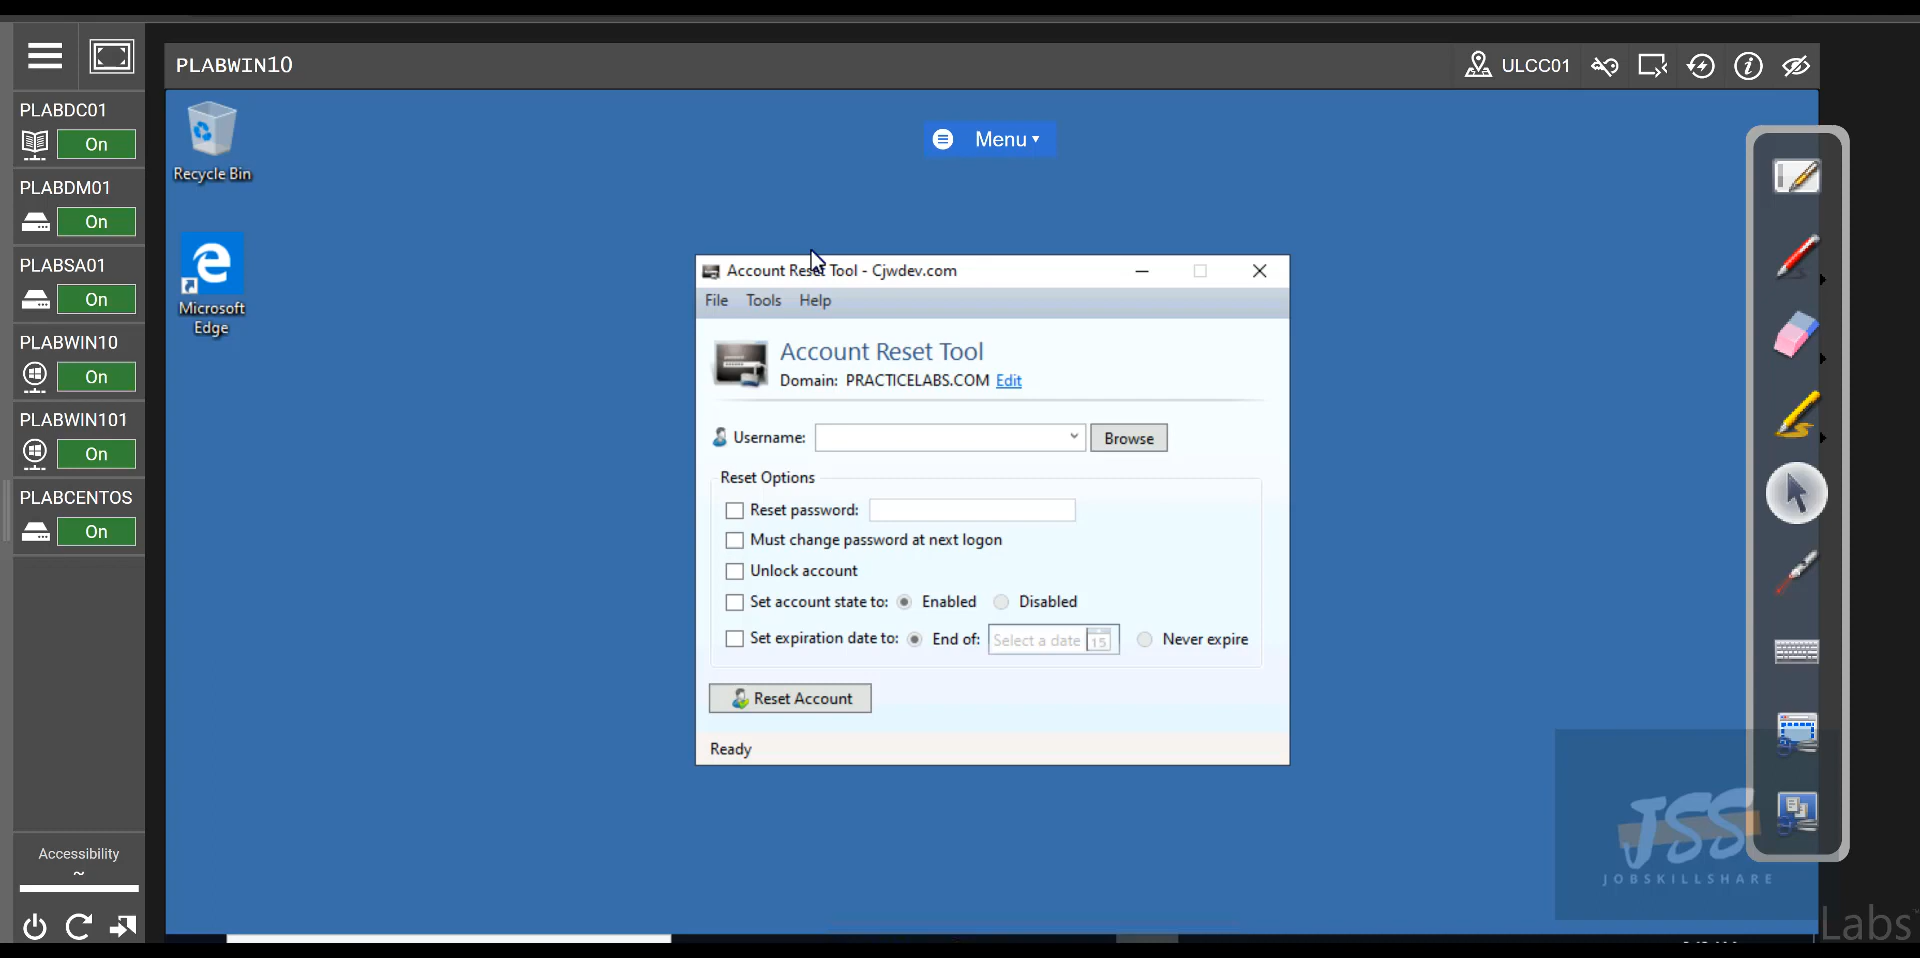 PLABWIN10
ULCC01
PLABDC01
On
PLABDM01
On
PLABSA01
On
PLABWIN10
On
PLABWIN101
On
PLABCENTOS
On
Accessibility
~
Recycle Bin
Microsoft
Edge
Menu
Account Reset Tool - Cjwdev.com
File Tools Help
Account Reset Tool
Domain: PRACTICELABS.COM Edit
Username:
Browse
Reset Options
Reset password:
Must change password at next logon
Unlock account
Set account state to: Enabled Disabled
Set expiration date to: End of: Select a date 15 Never expire
Reset Account
Ready
JSS
JOBSKILLSHARE
Labs